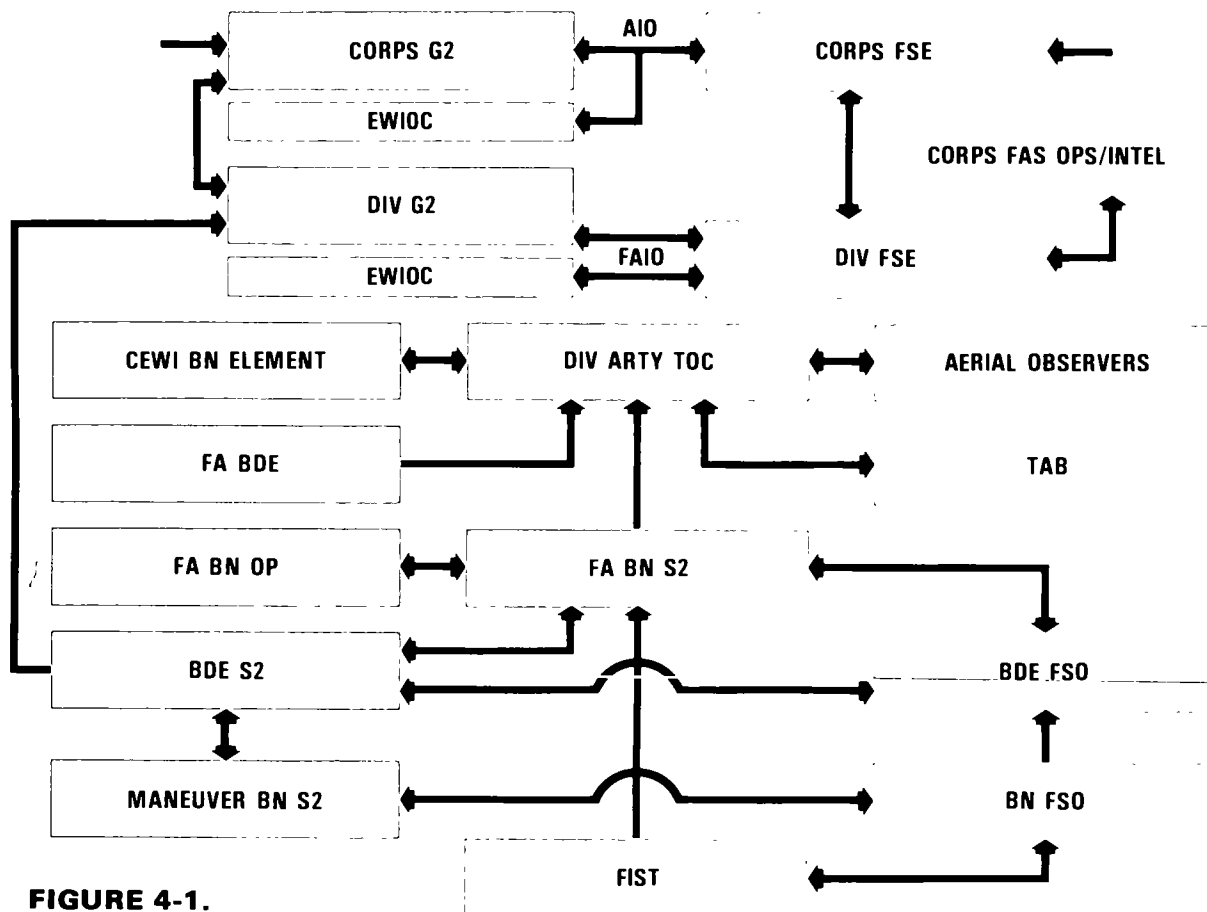 CORPS G2
AIO
CORPS FSE
EWIOC
CORPS FAS OPS/INTEL
DIV G2
FAIO
DIV FSE
EWIOC
CEWI BN ELEMENT
DIV ARTY TOC
AERIAL OBSERVERS
FA BDE
TAB
FA BN OP
FA BN S2
BDE S2
BDE FSO
MANEUVER BN S2
BN FSO
FIST
FIGURE 4-1.